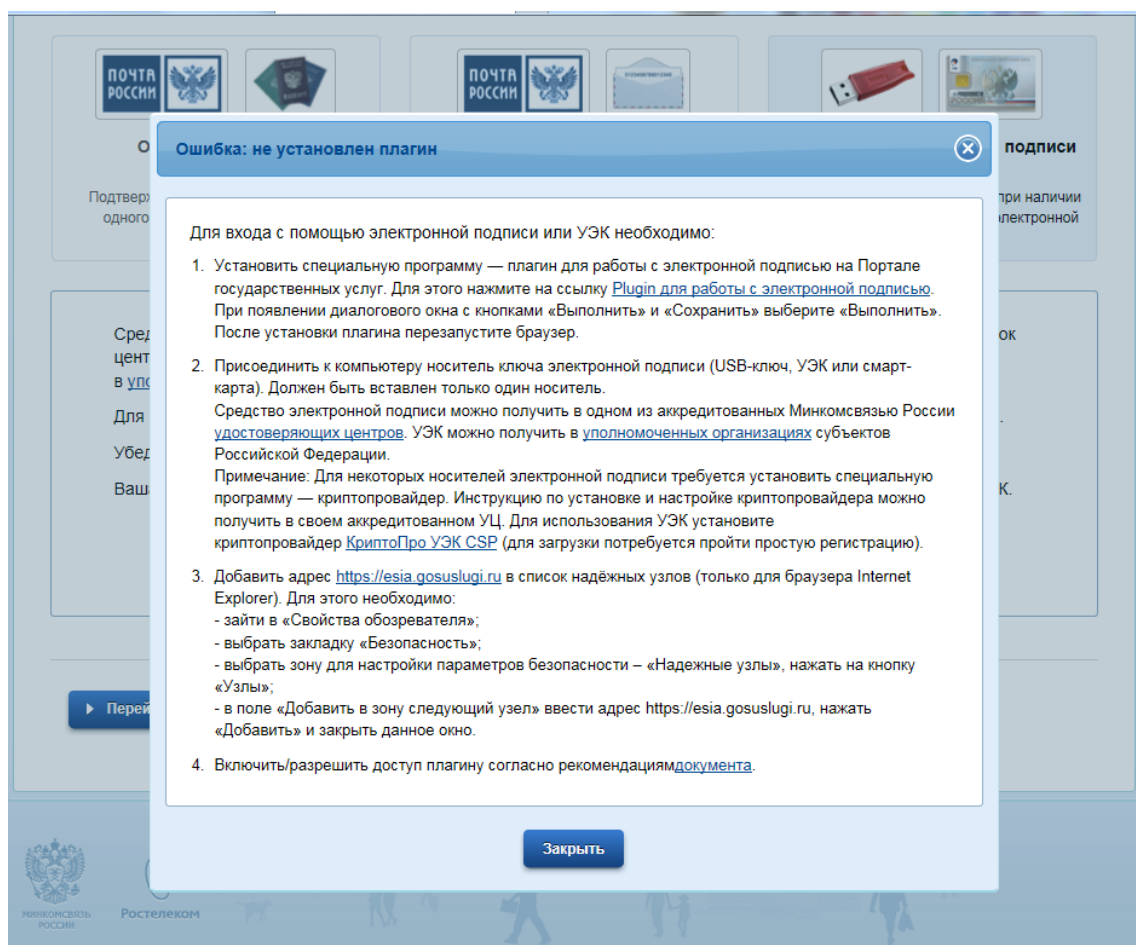 ПОЧТА
РОССИИ
ПОЧТА
РОССИИ
О
подписи
Подтверж
одного
при наличии
электронной
Ошибка: не установлен плагин
Для входа с помощью электронной подписи или УЭК необходимо:
1. Установить специальную программу — плагин для работы с электронной подписью на Портале
государственных услуг. Для этого нажмите на ссылку Plugin для работы с электронной подписью.
При появлении диалогового окна с кнопками «Выполнить» и «Сохранить» выберите «Выполнить».
После установки плагина перезапустите браузер.
2. Присоединить к компьютеру носитель ключа электронной подписи (USB-ключ, УЭК или смарт-
карта). Должен быть вставлен только один носитель.
Средство электронной подписи можно получить в одном из аккредитованных Минкомсвязью России
удостоверяющих центров. УЭК можно получить в уполномоченных организациях субъектов
Российской Федерации.
Примечание: Для некоторых носителей электронной подписи требуется установить специальную
программу — криптопровайдер. Инструкцию по установке и настройке криптопровайдера можно
получить в своем аккредитованном УЦ. Для использования УЭК установите
криптопровайдер КриптоПро УЭК CSP (для загрузки потребуется пройти простую регистрацию).
3. Добавить адрес https://esia.gosuslugi.ru в список надёжных узлов (только для браузера Internet
Explorer). Для этого необходимо:
- зайти в «Свойства обозревателя»;
- выбрать закладку «Безопасность»;
- выбрать зону для настройки параметров безопасности – «Надежные узлы», нажать на кнопку
«Узлы»;
- в поле «Добавить в зону следующий узел» ввести адрес https://esia.gosuslugi.ru, нажать
«Добавить» и закрыть данное окно.
4. Включить/разрешить доступ плагину согласно рекомендациямдокумента.
Закрыть
Сред
ок
цент
в упо
Для
.
Убед
Ваша
К.
Перей
МИНКОМСВЯЗЬ
РОССИИ
Ростелеком